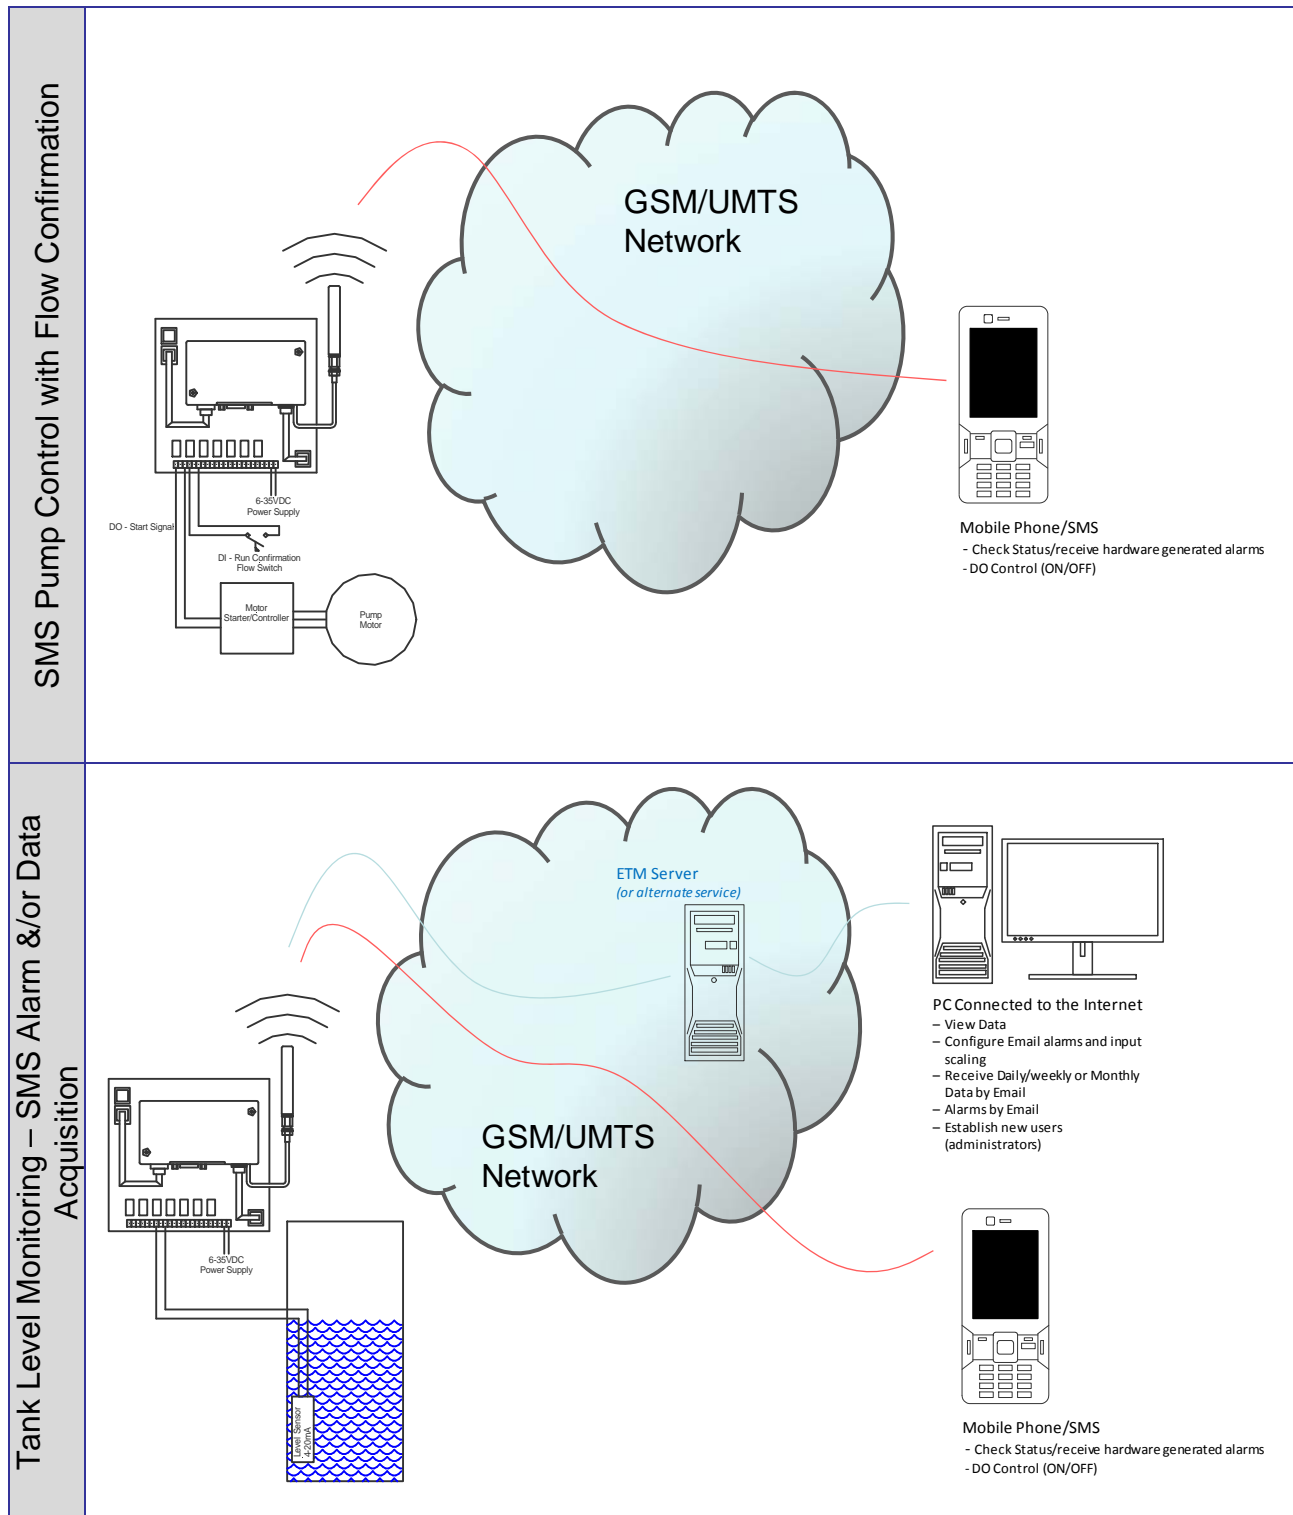 SMS Pump Control with Flow Confirmation
GSM/UMTS
Network
6-35VDC
Power Supply
DO - Start Signal
DI - Run Confirmation
Flow Switch
Motor
Starter/Controller
Pump
Motor
Mobile Phone/SMS
- Check Status/receive hardware generated alarms
- DO Control (ON/OFF)
Tank Level Monitoring – SMS Alarm &/or Data
Acquisition
ETM Server
(or alternate service)
GSM/UMTS
Network
PC Connected to the Internet
– View Data
– Configure Email alarms and input
scaling
– Receive Daily/weekly or Monthly
Data by Email
– Alarms by Email
– Establish new users
(administrators)
6-35VDC
Power Supply
Level Sensor
4-20mA
Mobile Phone/SMS
- Check Status/receive hardware generated alarms
- DO Control (ON/OFF)